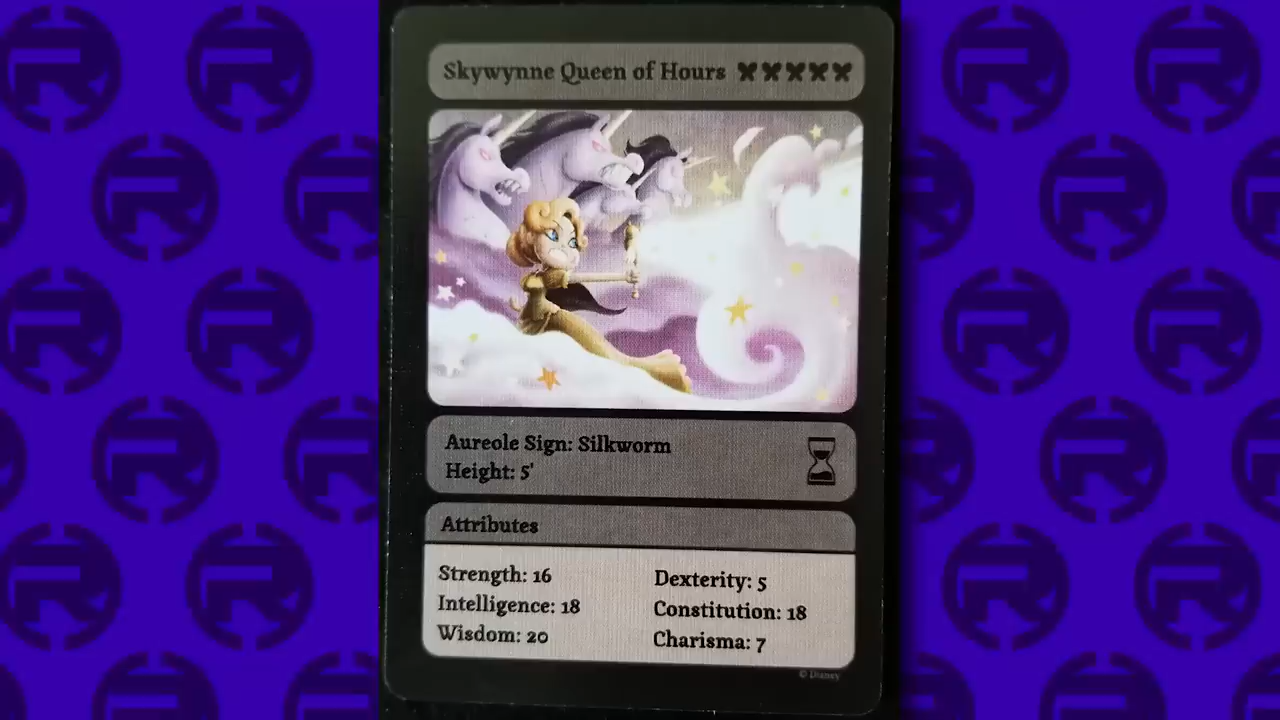 Skywynne Queen of Hours
Aureole Sign: Silkworm
Height: 5'
Attributes
Strength: 16
Dexterity: 5
Intelligence: 18
Constitution: 18
Wisdom: 20
Charisma: 7
© Disney